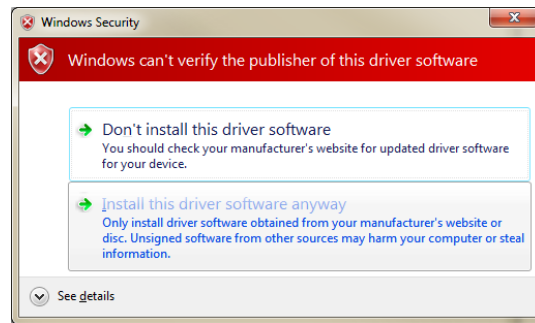 Windows Security
Windows can't verify the publisher of this driver software
Don't install this driver software
You should check your manufacturer's website for updated driver software
for your device.
Install this driver software anyway
Only install driver software obtained from your manufacturer's website or
disc. Unsigned software from other sources may harm your computer or steal
information.
See details